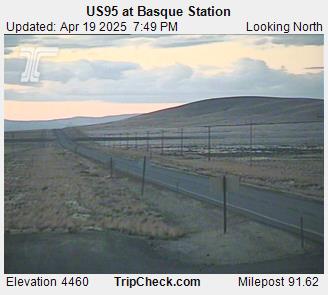 US95 at Basque Station
Updated: Apr 19 2025 7:49 PM Looking North
Elevation 4460 TripCheck.com Milepost 91.62